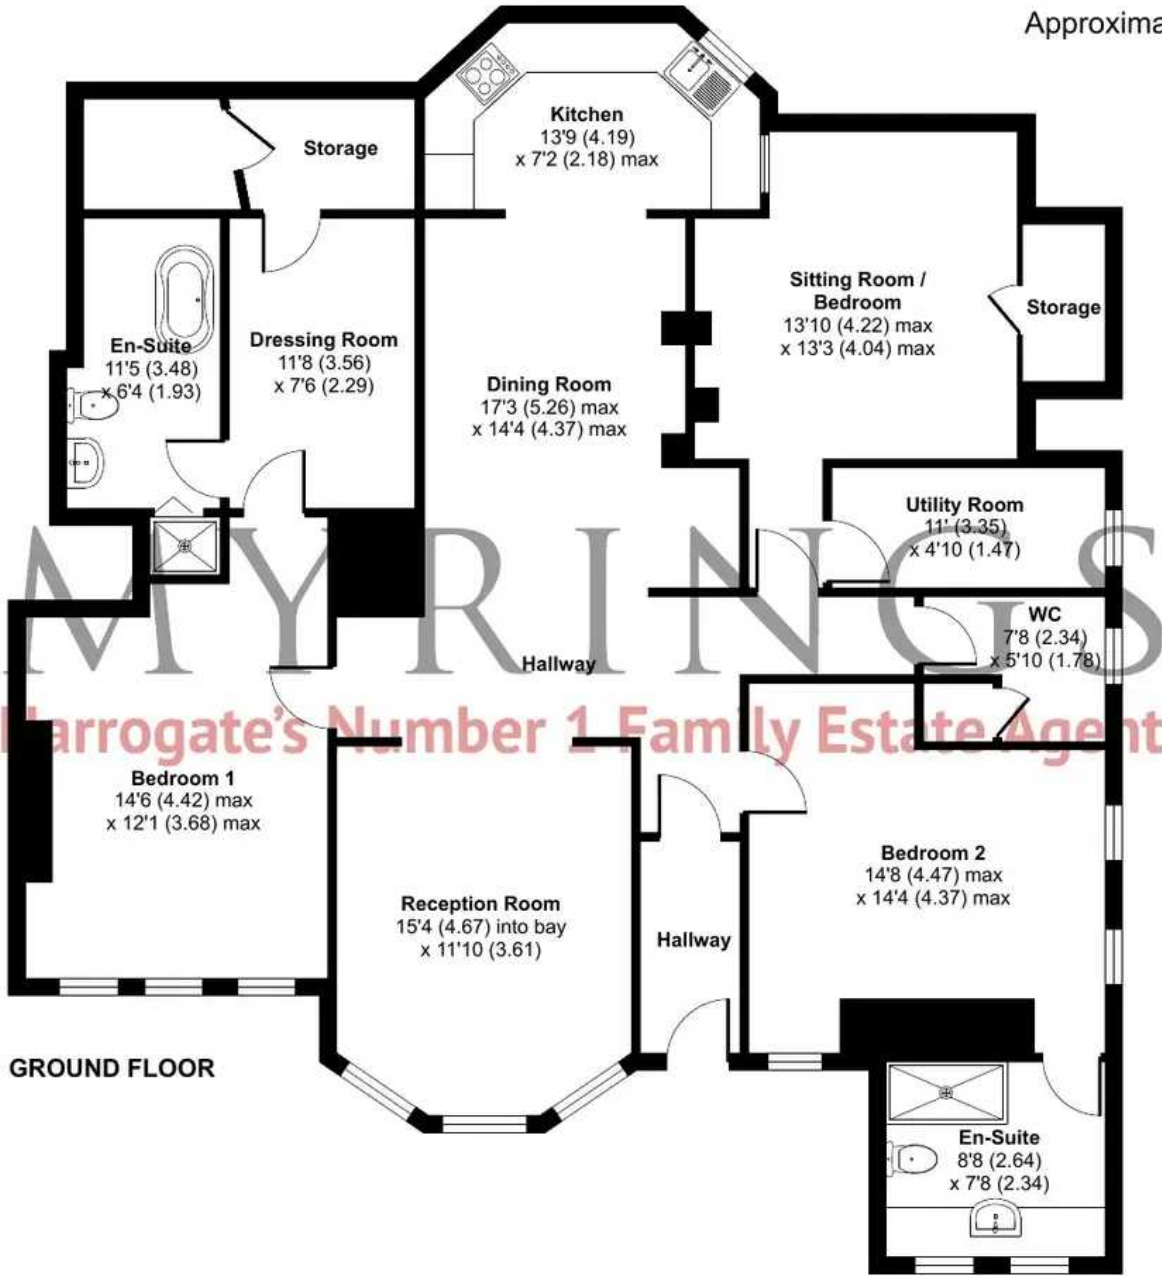 Approxima
Kitchen
13'9 (4.19)
x 7'2 (2.18) max
Storage
Sitting Room /
Bedroom
13'10 (4.22) max
x 13'3 (4.04) max
Storage
En-Suite
11'5 (3.48)
x 6'4 (1.93)
Dressing Room
11'8 (3.56)
x 7'6 (2.29)
Dining Room
17'3 (5.26) max
x 14'4 (4.37) max
Utility Room
11' (3.35)
x 4'10 (1.47)
MYRINGS
WC
7'8 (2.34)
x 5'10 (1.78)
Hallway
Harrogate's Number 1 Family Estate Agent
Bedroom 1
14'6 (4.42) max
x 12'1 (3.68) max
Bedroom 2
14'8 (4.47) max
x 14'4 (4.37) max
Reception Room
15'4 (4.67) into bay
x 11'10 (3.61)
Hallway
GROUND FLOOR
En-Suite
8'8 (2.64)
x 7'8 (2.34)